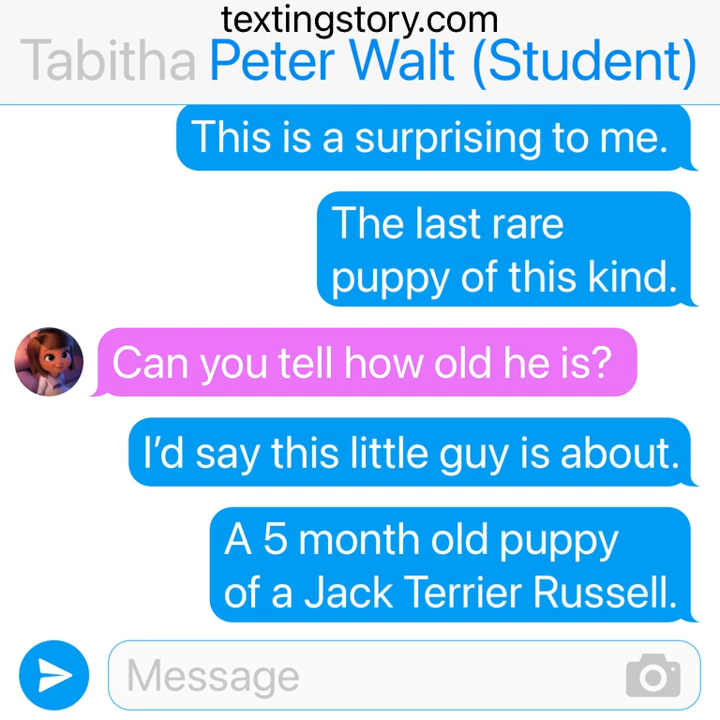 textingstory.com
Tabitha Peter Walt (Student)
This is a surprising to me.
The last rare
puppy of this kind.
Can you tell how old he is?
I’d say this little guy is about.
A 5 month old puppy
of a Jack Terrier Russell.
Message